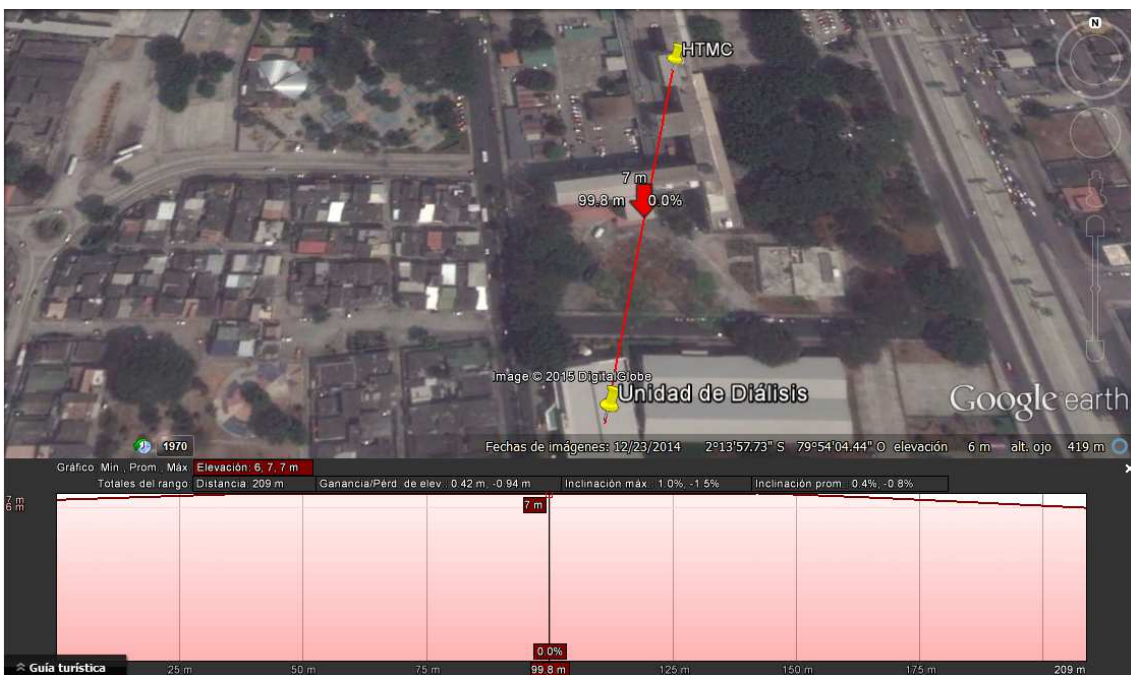 N
HTMC
7 m
99.8 m 0.0%
Image © 2015 DigitalGlobe
Unidad de Diálisis
Google earth
1970
Fechas de imágenes: 12/23/2014 2°13'57.73" S 79°54'04.44" O elevación 6 m alt. ojo 419 m
Gráfico Mín., Prom., Máx. Elevación: 6, 7, 7 m
Totales del rango Distancia: 209 m Ganancia/Pérd. de elev.: 0.42 m, -0.94 m Inclinación máx.: 1.0%, -1.5% Inclinación prom.: 0.4%, -0.8%
7 m
6 m
7 m
0.0%
Guía turística
25 m 50 m 75 m 99.8 m 125 m 150 m 175 m 209 m